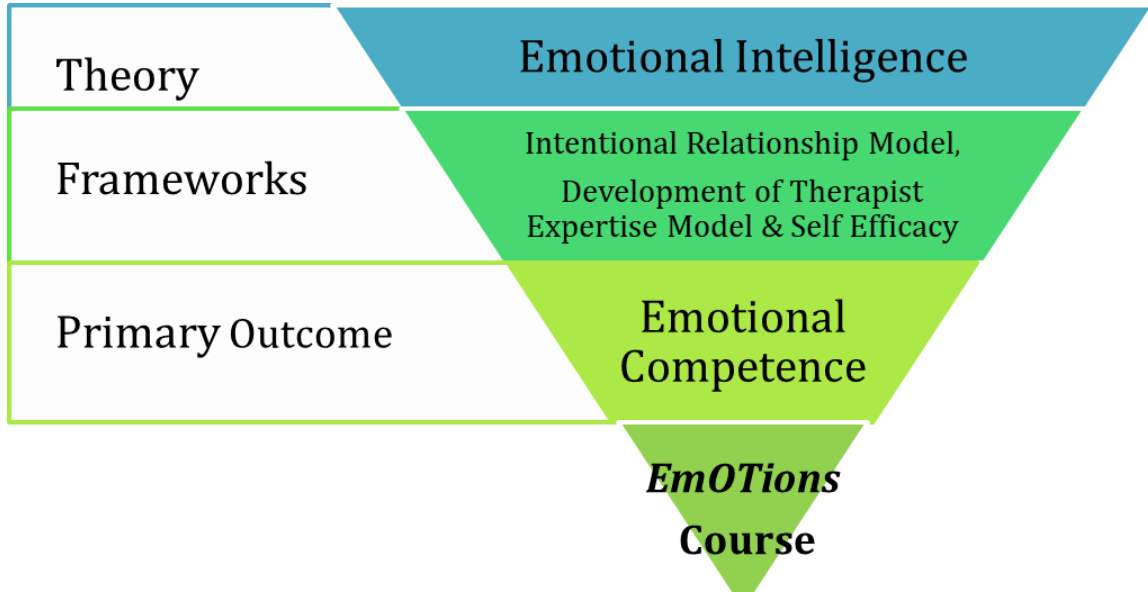 Theory
Emotional Intelligence
Frameworks
Intentional Relationship Model,
Development of Therapist
Expertise Model & Self Efficacy
Primary Outcome
Emotional
Competence
EmOTions
Course